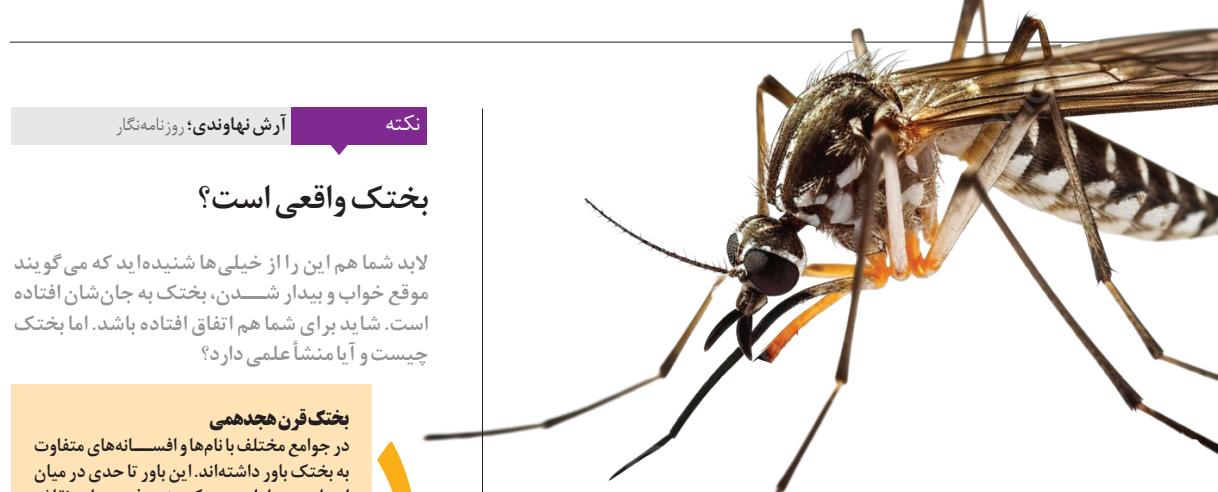 نکته
آرش نهاوندی؛ روزنامه‌نگار
بختک واقعی است؟
لابد شما هم این را از خیلی‌ها شنیده‌اید که می‌گویند
موقع خواب و بیدار شدن، بختک به جان‌شان افتاده
است. شاید برای شما هم اتفاق افتاده باشد. اما بختک
چیست و آیا منشأ علمی دارد؟
بختک قرن هجدهمی
در جوامع مختلف با نام‌ها و افسانه‌های متفاوت
به بختک باور داشته‌اند. این باور تا حدی در میان